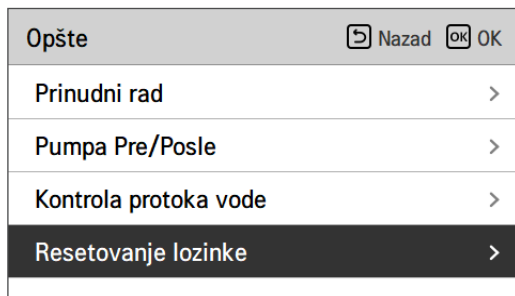 Opšte Nazad OK OK
Prinudni rad
Pumpa Pre/Posle
Kontrola protoka vode
Resetovanje lozinke